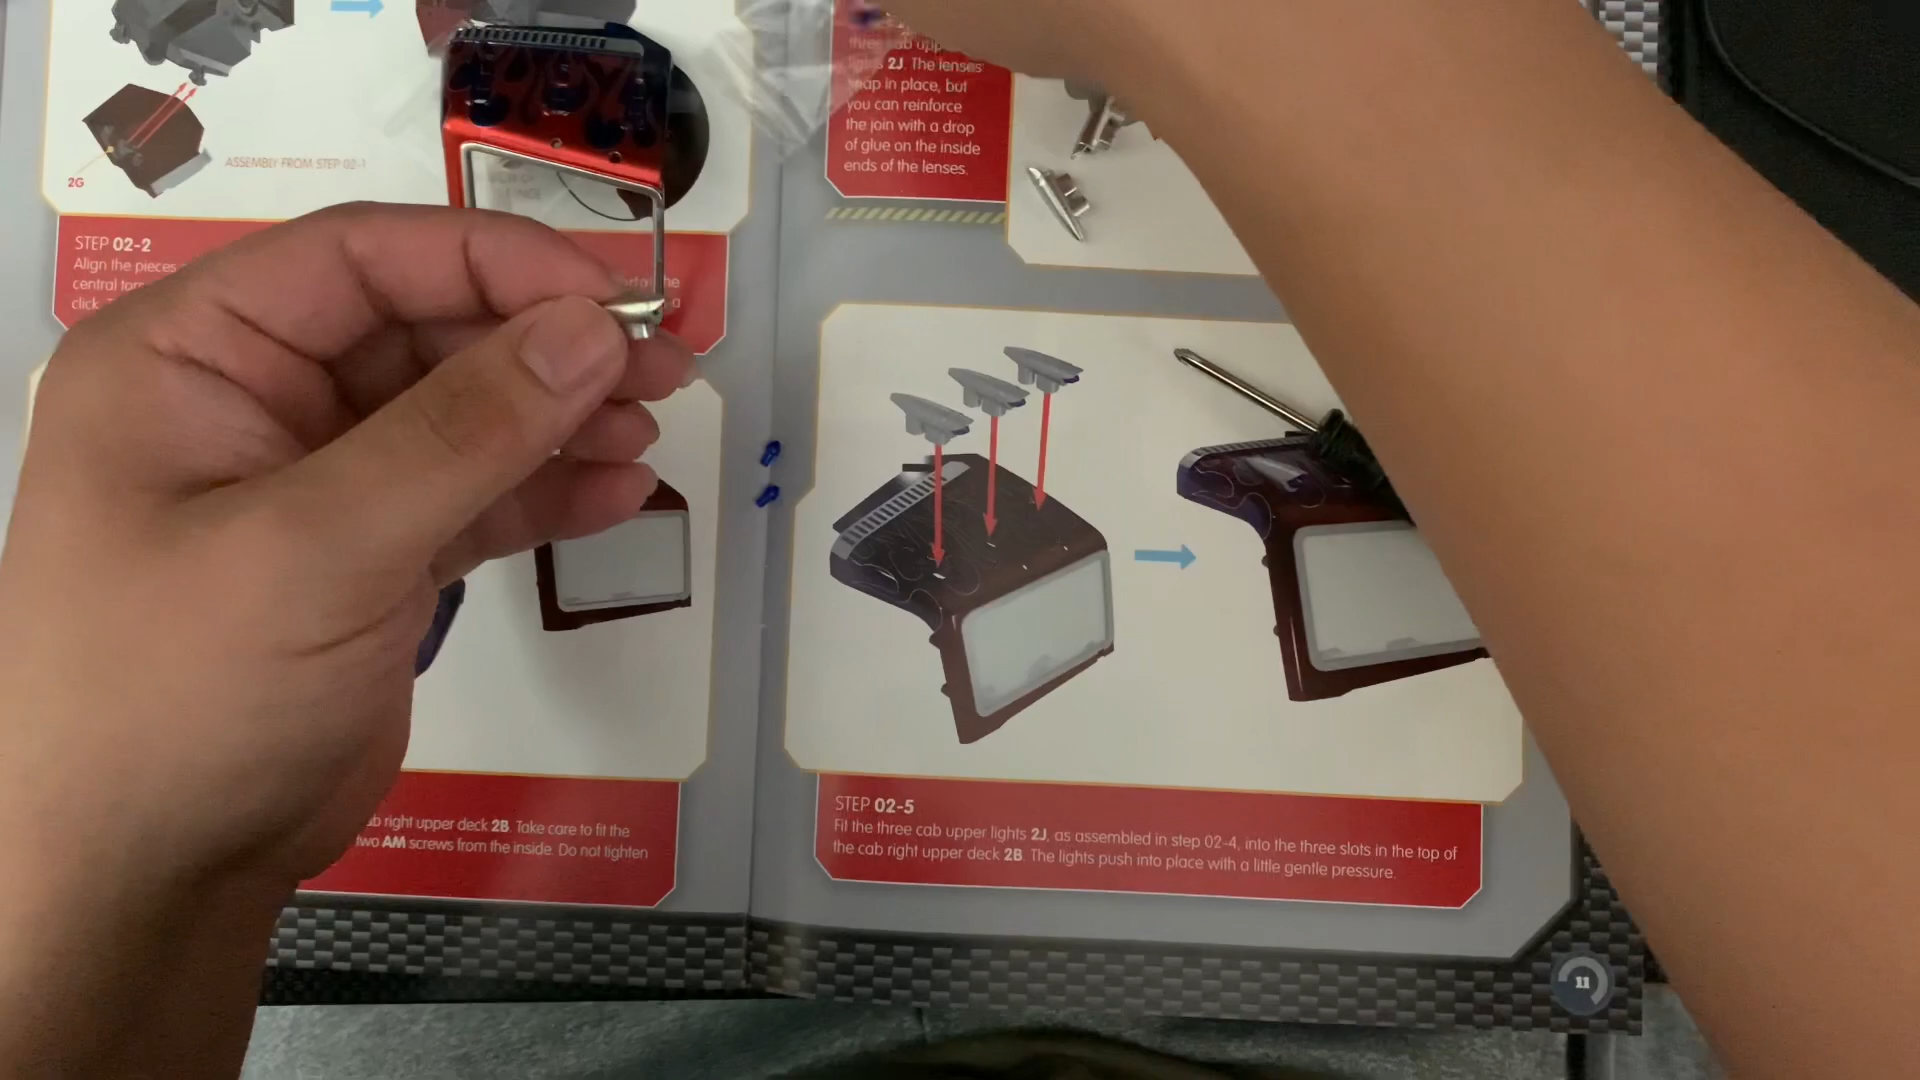 2G
ASSEMBLY FROM STEP 02-1
STEP 02-2
Align the pieces
central
click.
the
a
three cab
2J. The lenses
snap in place, but
you can reinforce
the join with a drop
of glue on the inside
ends of the lenses.
right upper deck 2B. Take care to fit the
two AM screws from the inside. Do not tighten
STEP 02-5
Fit the three cab upper lights 2J, as assembled in step 02-4, into the three slots in the top of
the cab right upper deck 2B. The lights push into place with a little gentle pressure.
11